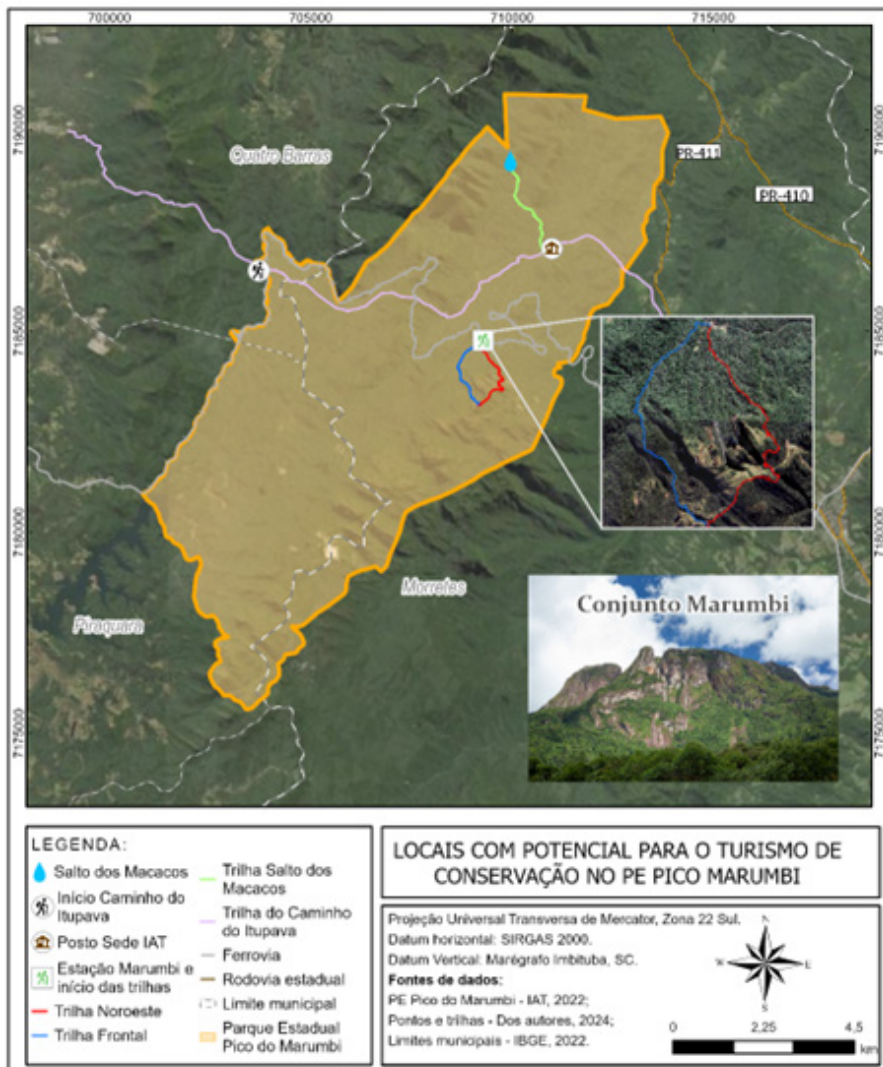 700000
705000
710000
715000
7190000
7190000
Quatro Barras
PR-411
PR-410
7185000
7185000
7180000
7180000
Morretes
Piraquara
Conjunto Marumbi
7175000
7175000
LEGENDA:
Salto dos Macacos
Início Caminho do
Itupava
Posto Sede IAT
Estação Marumbi e
início das trilhas
Trilha Noroeste
Trilha Frontal
Trilha Salto dos
Macacos
Trilha do Caminho
do Itupava
Ferrovia
Rodovia estadual
Limite municipal
Parque Estadual
Pico do Marumbi
LOCAIS COM POTENCIAL PARA O TURISMO DE
CONSERVAÇÃO NO PE PICO MARUMBI
Projeção Universal Transversa de Mercator, Zona 22 Sul.
Datum horizontal: SIRGAS 2000.
Datum Vertical: Marégrafo Imbituba, SC.
Fontes de dados:
PE Pico do Marumbi - IAT, 2022;
Pontos e trilhas - Dos autores, 2024;
Limites municipais - IBGE, 2022.
N
W
E
S
0 2.25 4.5
km